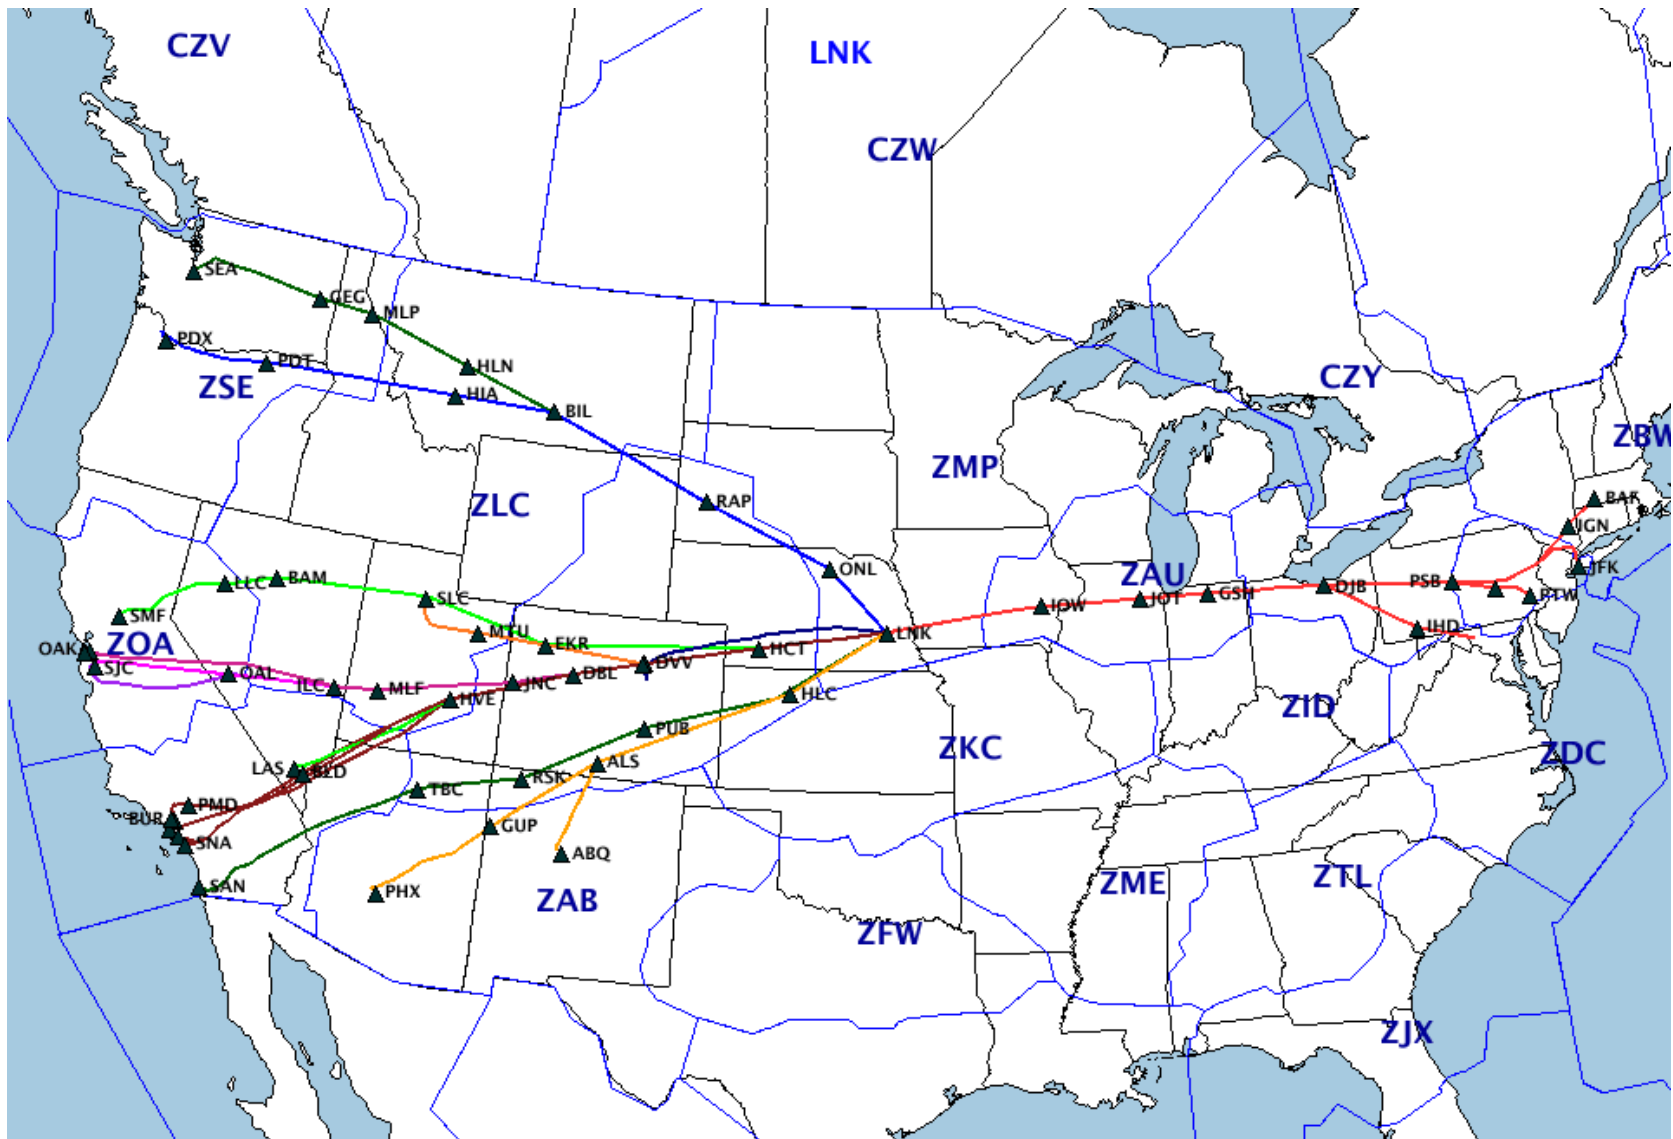 CZV
LNK
CZW
SEA
GEG
MLP
PDX
PDT
HLN
ZSE
HIA
BIL
CZY
ZBW
ZMP
ZLC
RAP
BAF
IGN
ONL
ZAU
LLC
BAM
SLC
IOW
JOT
GSH
DJB
PSB
JFK
PTW
SMF
ZOA
MTU
EKR
LNK
IHD
OAK
SJC
OAL
ILC
MLF
JNC
DBL
DVV
HCT
HVE
HLC
ZID
PUB
ZKC
ZDC
LAS
BLD
ALS
TBC
RSK
PMD
BUR
GUP
SNA
ABQ
SAN
PHX
ZAB
ZME
ZTL
ZFW
ZJX